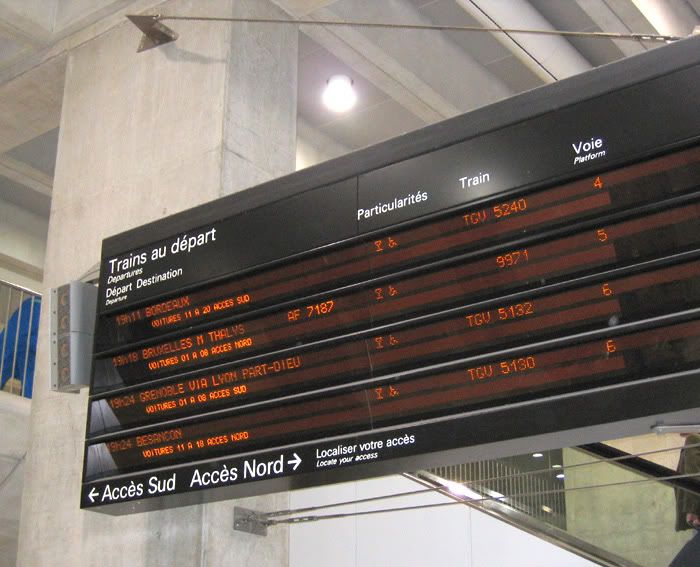 Trains au départ
Departures
Départ Destination
Departure
Particularités
Train
Voie
Platform
19h11 BORDEAUX TGV 5240 4
VOITURES 11 A 20 ACCES SUD
19h18 BRUXELLES M THALYS AF 7187 9971 5
VOITURES 01 A 08 ACCES NORD
19h24 GRENOBLE VIA LYON PART-DIEU TGV 5132 6
VOITURES 01 A 08 ACCES SUD
19h24 BESANCON TGV 5130 6
VOITURES 11 A 18 ACCES NORD
← Accès Sud Accès Nord →
Localiser votre accès
Locate your access